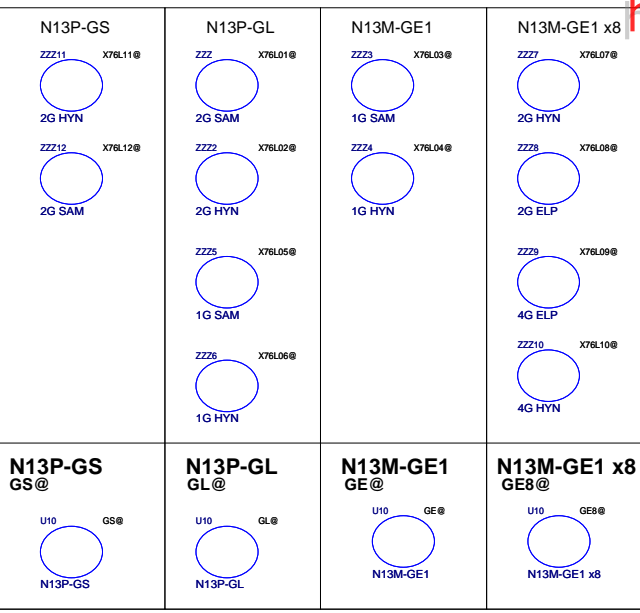 N13P-GS
ZZZ11 X76L11@
2G HYN
ZZZ12 X76L12@
2G SAM
N13P-GL
ZZZ X76L01@
2G SAM
ZZZ2 X76L02@
2G HYN
ZZZ5 X76L05@
1G SAM
ZZZ6 X76L06@
1G HYN
N13M-GE1
ZZZ3 X76L03@
1G SAM
ZZZ4 X76L04@
1G HYN
N13M-GE1 x8
ZZZ7 X76L07@
2G HYN
ZZZ8 X76L08@
2G ELP
ZZZ9 X76L09@
4G ELP
ZZZ10 X76L10@
4G HYN
N13P-GS
GS@
U10 GS@
N13P-GS
N13P-GL
GL@
U10 GL@
N13P-GL
N13M-GE1
GE@
U10 GE@
N13M-GE1
N13M-GE1 x8
GE8@
U10 GE8@
N13M-GE1 x8